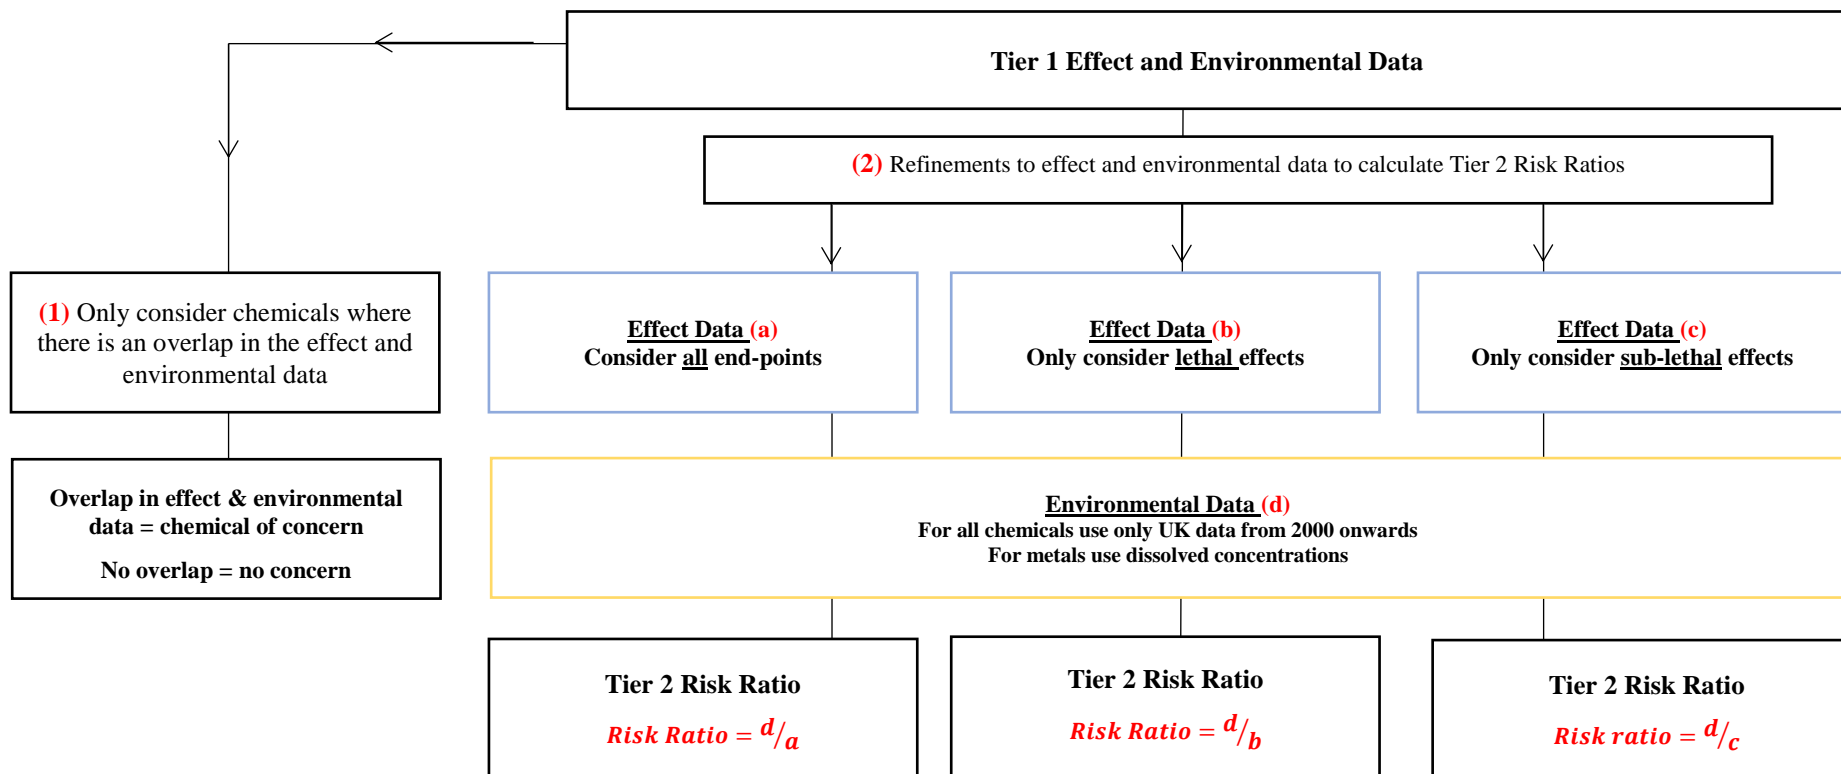 Tier 1 Effect and Environmental Data
(2) Refinements to effect and environmental data to calculate Tier 2 Risk Ratios
(1) Only consider chemicals where
there is an overlap in the effect and
environmental data
Overlap in effect & environmental
data = chemical of concern
No overlap = no concern
Effect Data (a)
Consider all end-points
Effect Data (b)
Only consider lethal effects
Effect Data (c)
Only consider sub-lethal effects
Environmental Data (d)
For all chemicals use only UK data from 2000 onwards
For metals use dissolved concentrations
Tier 2 Risk Ratio
Risk Ratio = d/a
Tier 2 Risk Ratio
Risk Ratio = d/b
Tier 2 Risk Ratio
Risk ratio = d/c